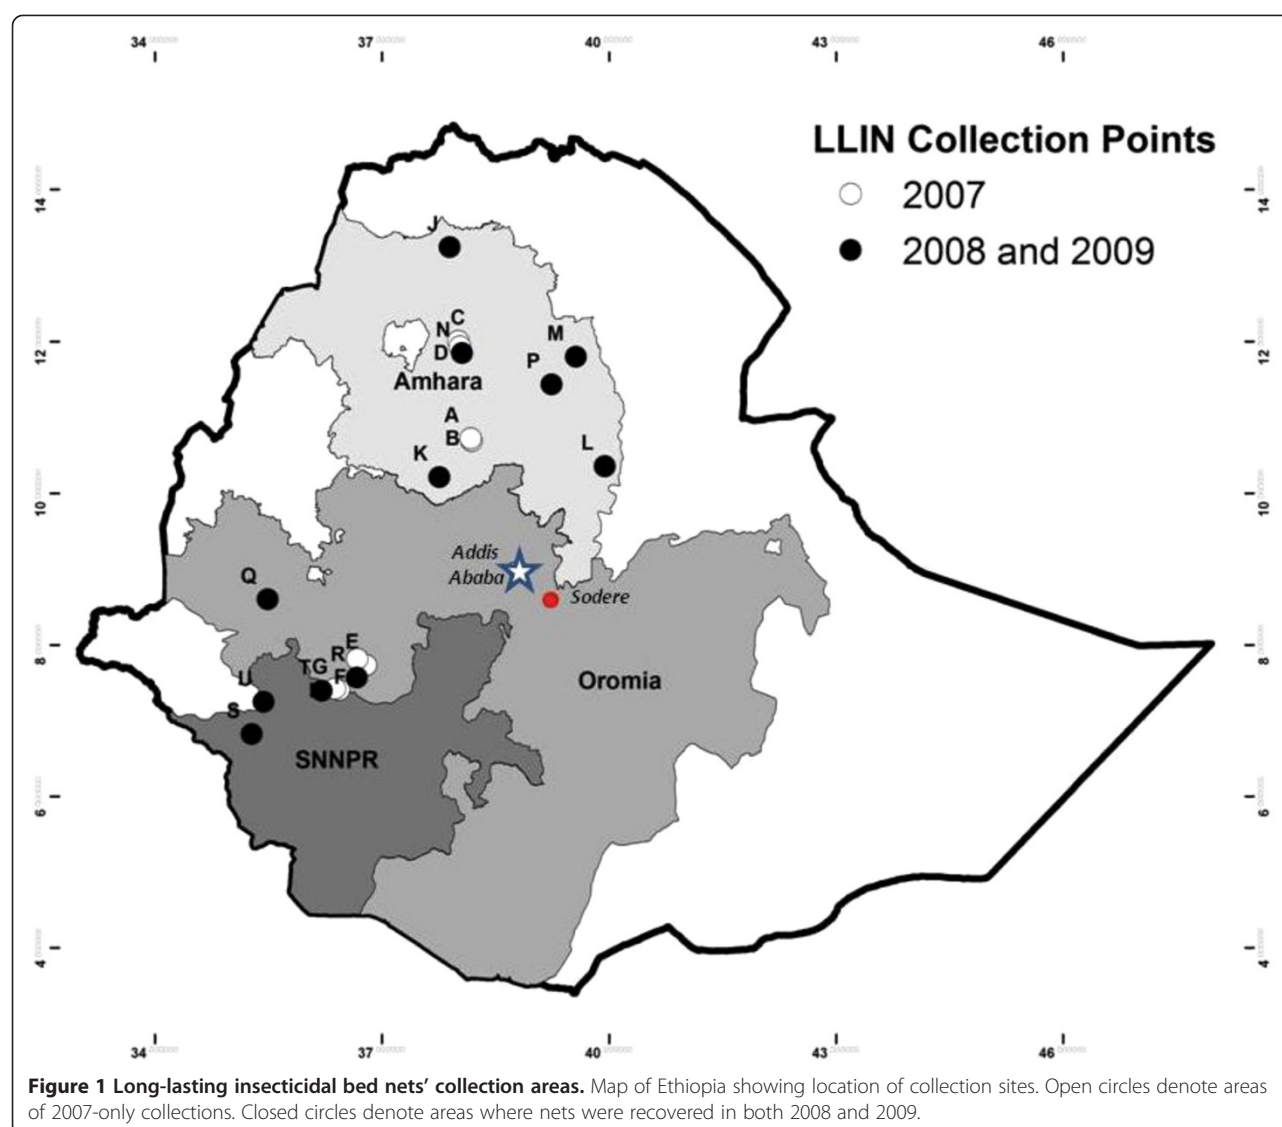 34 37 40 43 46
LLIN Collection Points
2007
2008 and 2009
14 14
J
C
N
D
M
12 12
P
Amhara
A
B
K
L
10 10
Addis
Ababa
Sodere
Q
E
R
8 8
TG
F
U
Oromia
S
SNNPR
6 6
4 4
34 37 40 43 46
Figure 1 Long-lasting insecticidal bed nets’ collection areas. Map of Ethiopia showing location of collection sites. Open circles denote areas
of 2007-only collections. Closed circles denote areas where nets were recovered in both 2008 and 2009.